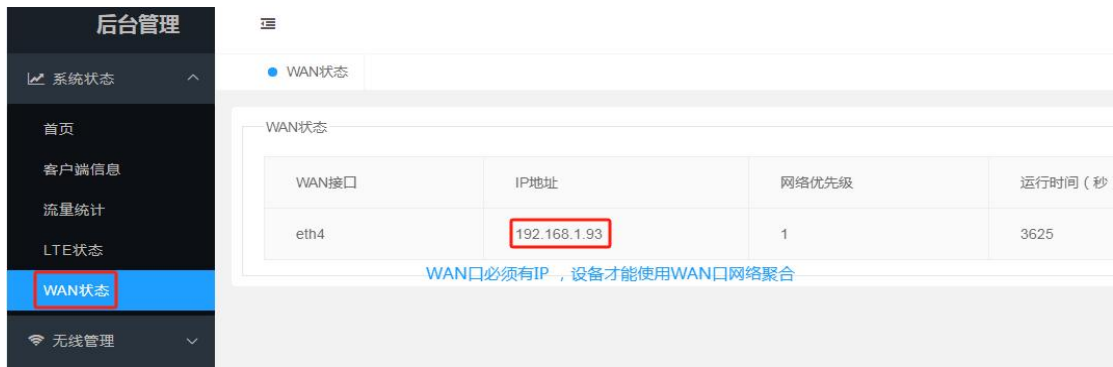 后台管理
系统状态
首页
客户端信息
流量统计
LTE状态
WAN状态
无线管理
WAN状态
WAN状态
WAN接口 IP地址 网络优先级 运行时间（秒
eth4 192.168.1.93 1 3625
WAN口必须有IP ，设备才能使用WAN口网络聚合